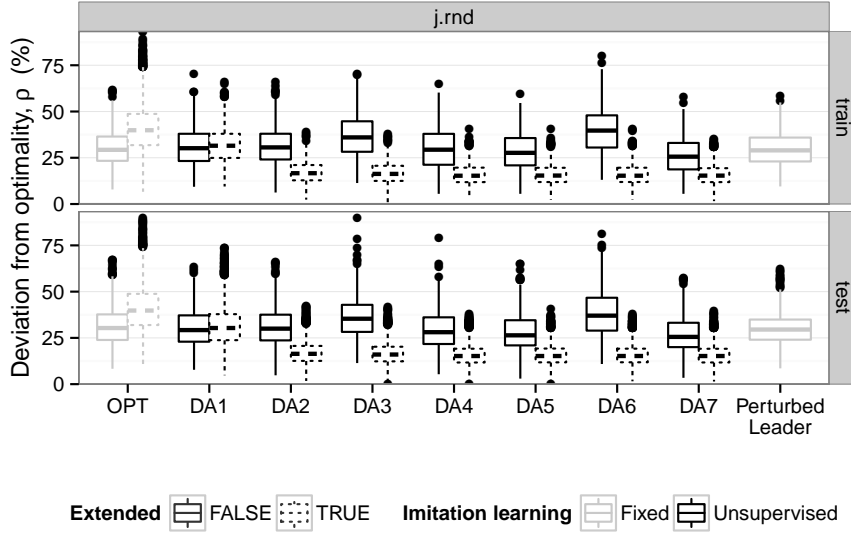 j.rnd
Deviation from optimality, ρ (%)
75
50
25
0
train
75
50
25
0
test
OPT DA1 DA2 DA3 DA4 DA5 DA6 DA7 Perturbed
Leader
Extended FALSE TRUE Imitation learning Fixed Unsupervised